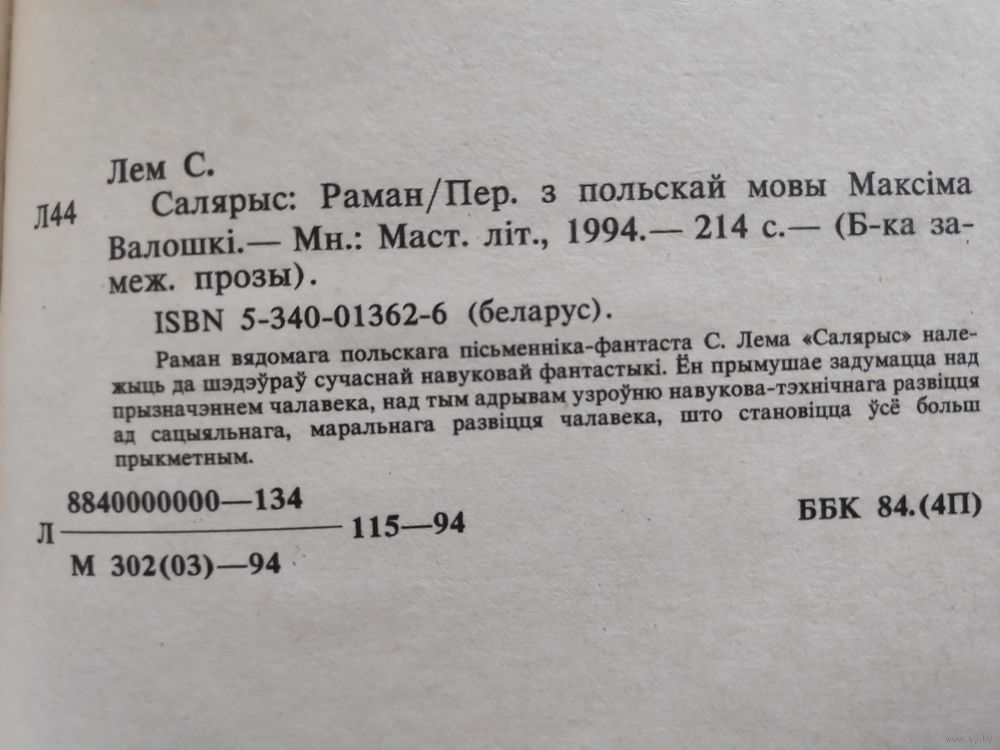 Лем С.
Л44
Салярыс: Раман/Пер. з польскай мовы Максіма
Валошкі.— Мн.: Маст. літ., 1994.— 214 с.— (Б-ка за-
меж. прозы).
ISBN 5-340-01362-6 (беларус).
Раман вядомага польскага пісьменніка-фантаста С. Лема «Салярыс» нале-
жыць да шэдэўраў сучаснай навуковай фантастыкі. Ён прымушае задумацца над
прызначэннем чалавека, над тым адрывам узроўню навукова-тэхнічнага развіцця
ад сацыяльнага, маральнага развіцця чалавека, што становіцца ўсё больш
прыкметным.
8840000000—134
Л 115—94
М 302(03)—94
ББК 84.(4П)
www.ay.by